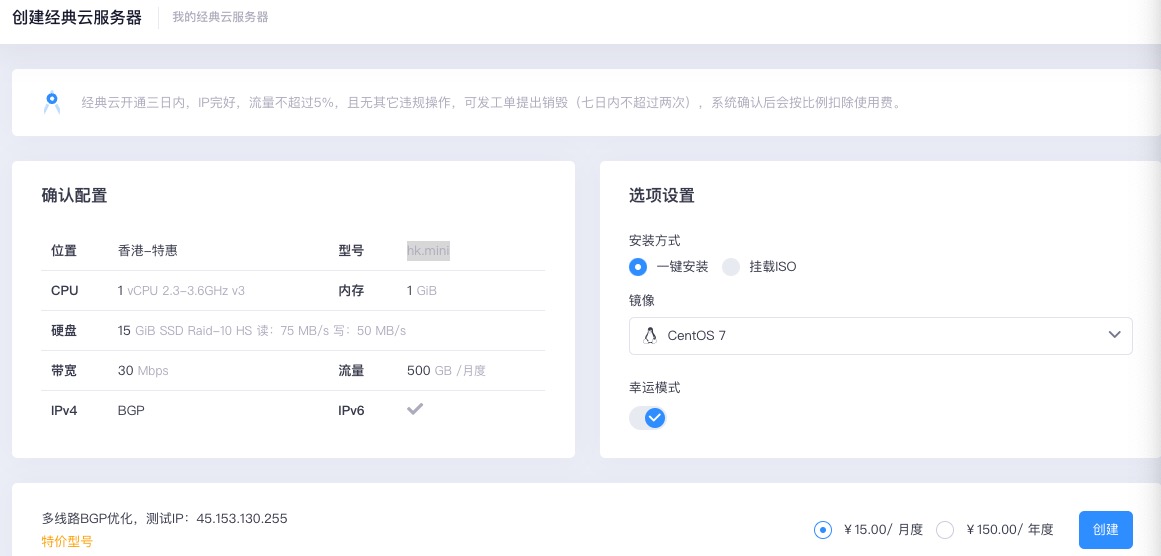 创建经典云服务器 我的经典云服务器
经典云开通三日内，IP完好，流量不超过5%，且无其它违规操作，可发工单提出销毁（七日内不超过两次），系统确认后会按比例扣除使用费。
确认配置
位置 香港-特惠 型号 hk.mini
CPU 1 vCPU 2.3-3.6GHz v3 内存 1 GiB
硬盘 15 GiB SSD Raid-10 HS 读：75 MB/s 写：50 MB/s
带宽 30 Mbps 流量 500 GB /月度
IPv4 BGP IPv6
选项设置
安装方式
一键安装 挂载ISO
镜像
CentOS 7
幸运模式
多线路BGP优化，测试IP：45.153.130.255
特价型号
￥15.00/ 月度 ￥150.00/ 年度 创建